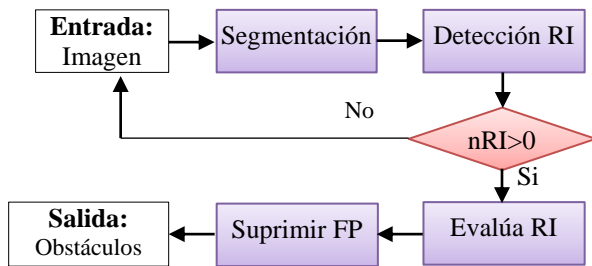 Entrada:
Imagen
Segmentación
Detección RI
No
nRI>0
Si
Salida:
Obstáculos
Suprimir FP
Evalúa RI